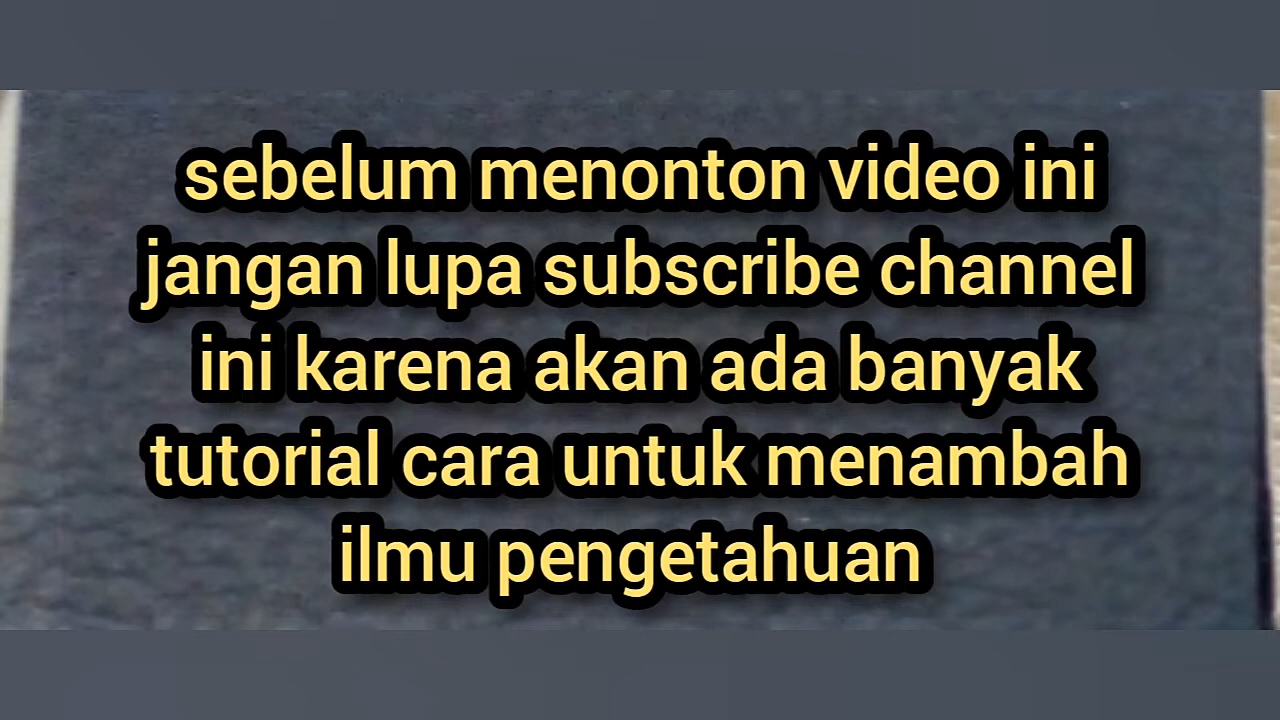 sebelum menonton video ini
jangan lupa subscribe channel
ini karena akan ada banyak
tutorial cara untuk menambah
ilmu pengetahuan